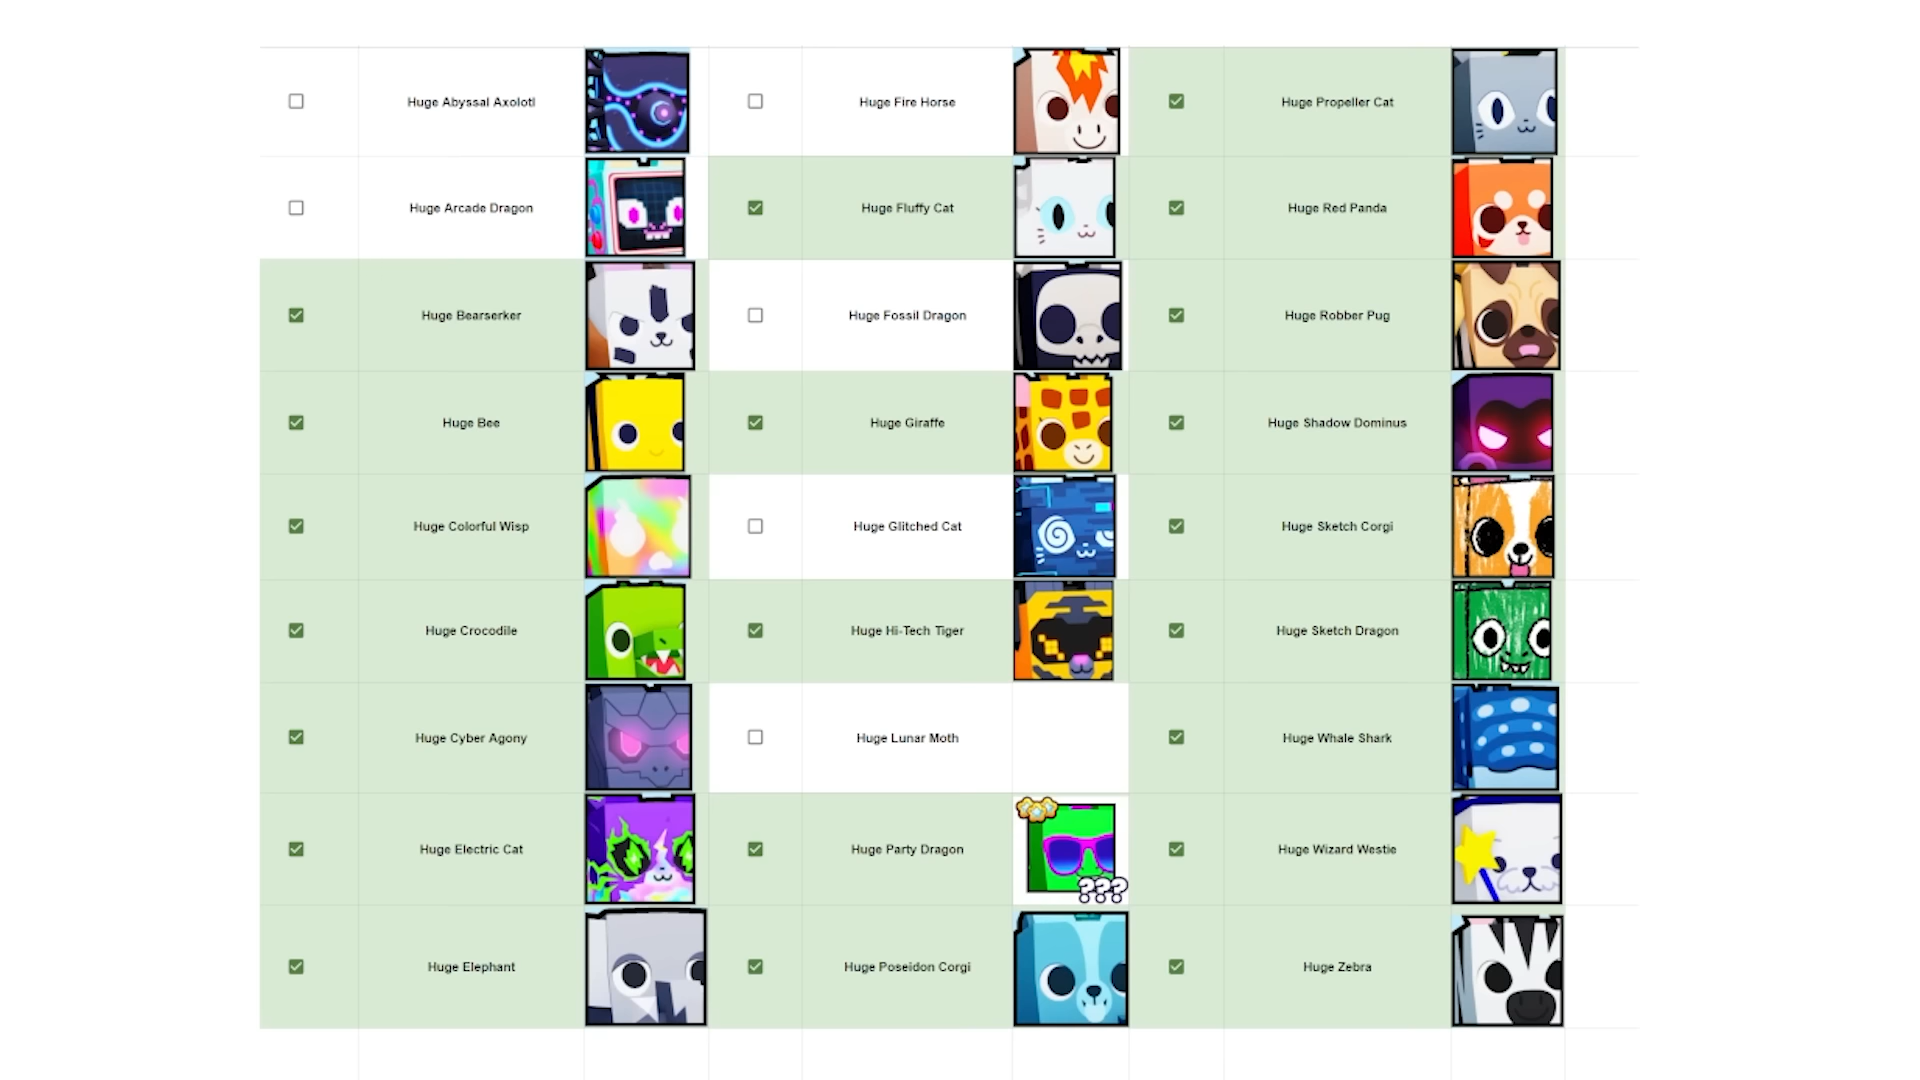 Huge Abyssal Axolotl
Huge Fire Horse
Huge Propeller Cat
Huge Arcade Dragon
Huge Fluffy Cat
Huge Red Panda
Huge Bearserker
Huge Fossil Dragon
Huge Robber Pug
Huge Bee
Huge Giraffe
Huge Shadow Dominus
Huge Colorful Wisp
Huge Glitched Cat
Huge Sketch Corgi
Huge Crocodile
Huge Hi-Tech Tiger
Huge Sketch Dragon
Huge Cyber Agony
Huge Lunar Moth
Huge Whale Shark
Huge Electric Cat
Huge Party Dragon
???
Huge Wizard Westie
Huge Elephant
Huge Poseidon Corgi
Huge Zebra